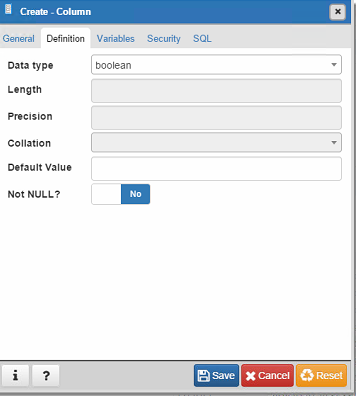 Create - Column
General Definition Variables Security SQL
Data type boolean
Length
Precision
Collation
Default Value
Not NULL? No
i ? Save Cancel Reset